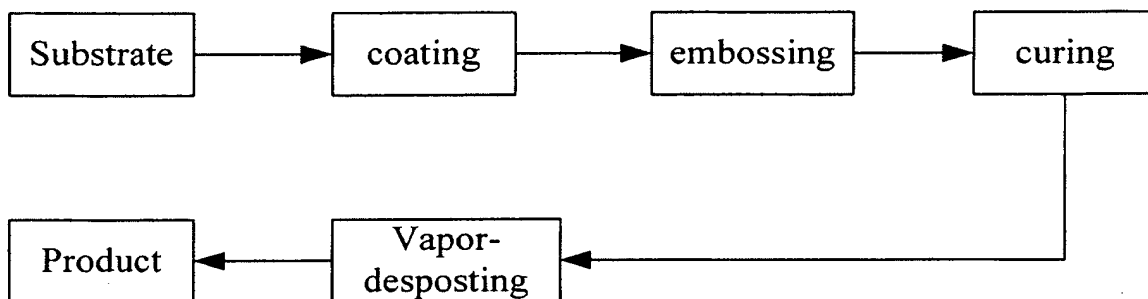 Substrate
coating
embossing
curing
Vapor-
desposting
Product